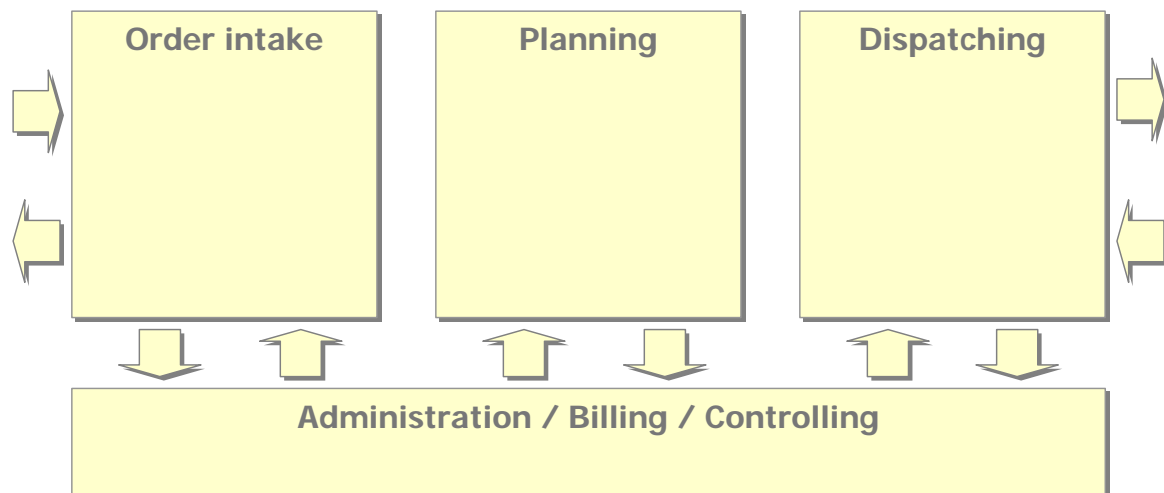 Order intake
Planning
Dispatching
Administration / Billing / Controlling